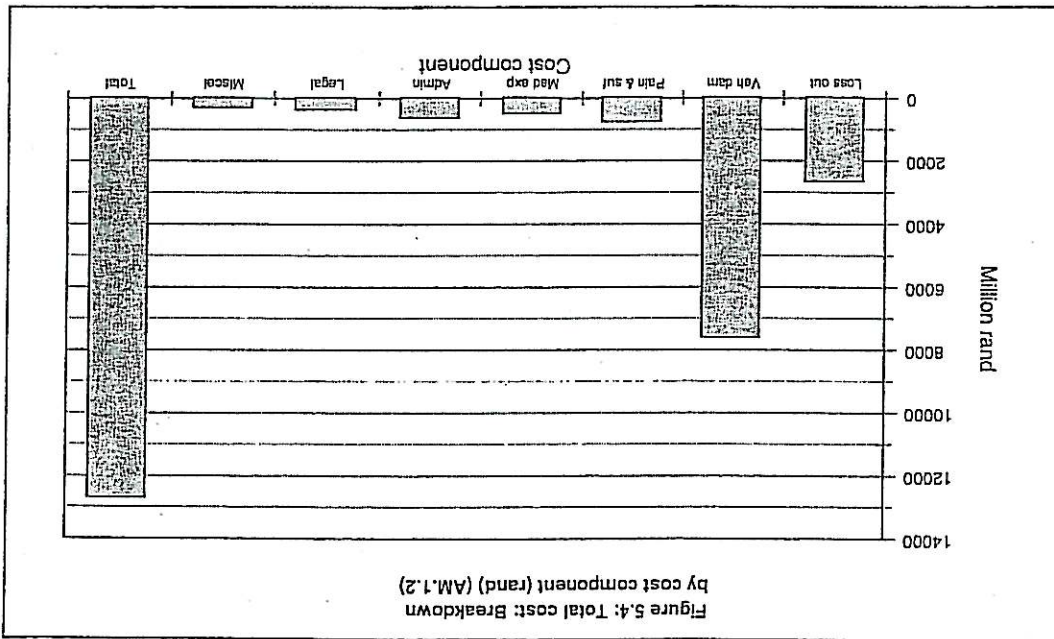 Figure 5.4: Total cost: Breakdown
by cost component (rand) (AM.1.2)
Million rand
14000
12000
10000
8000
6000
4000
2000
0
Loss out
Veh dam
Pain & suf
Med exp
Admin
Legal
Miscel
Total
Cost component